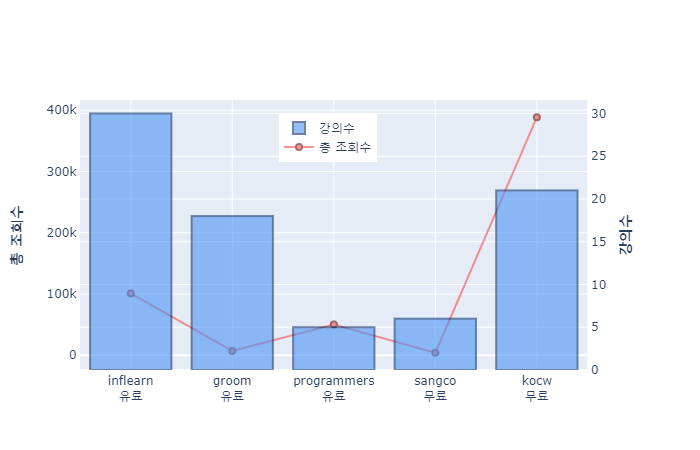 400k
300k
200k
100k
0
총 조회수
30
25
20
15
10
5
0
강의수
강의수
총 조회수
inflearn
유료
groom
유료
programmers
유료
sangco
무료
kocw
무료